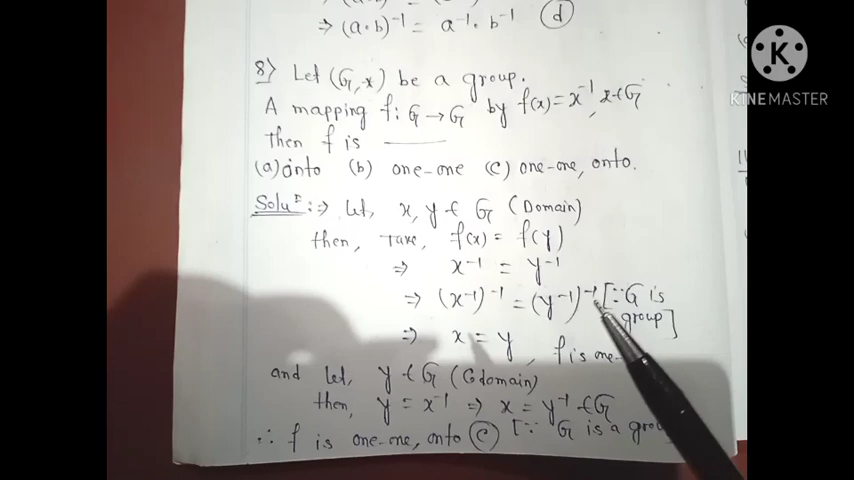 ⇒ (a·b)⁻¹ = a⁻¹· b⁻¹ (d)
8) Let (G,*) be a group.
A mapping f: G→G by f(x)=x⁻¹, x∈G
then f is ———
(a) onto (b) one-one (c) one-one, onto.
Soluⁿ :⇒ Let, x, y ∈ G (Domain)
then, Take, f(x) = f(y)
⇒ x⁻¹ = y⁻¹
⇒ (x⁻¹)⁻¹ = (y⁻¹)⁻¹ [∵ G is
group]
⇒ x = y, f is one-
and let, y ∈ G (Codomain)
then, y = x⁻¹ ⇒ x = y⁻¹ ∈ G
∴ f is one-one, onto (c) [∵ G is a grou
KINEMASTER